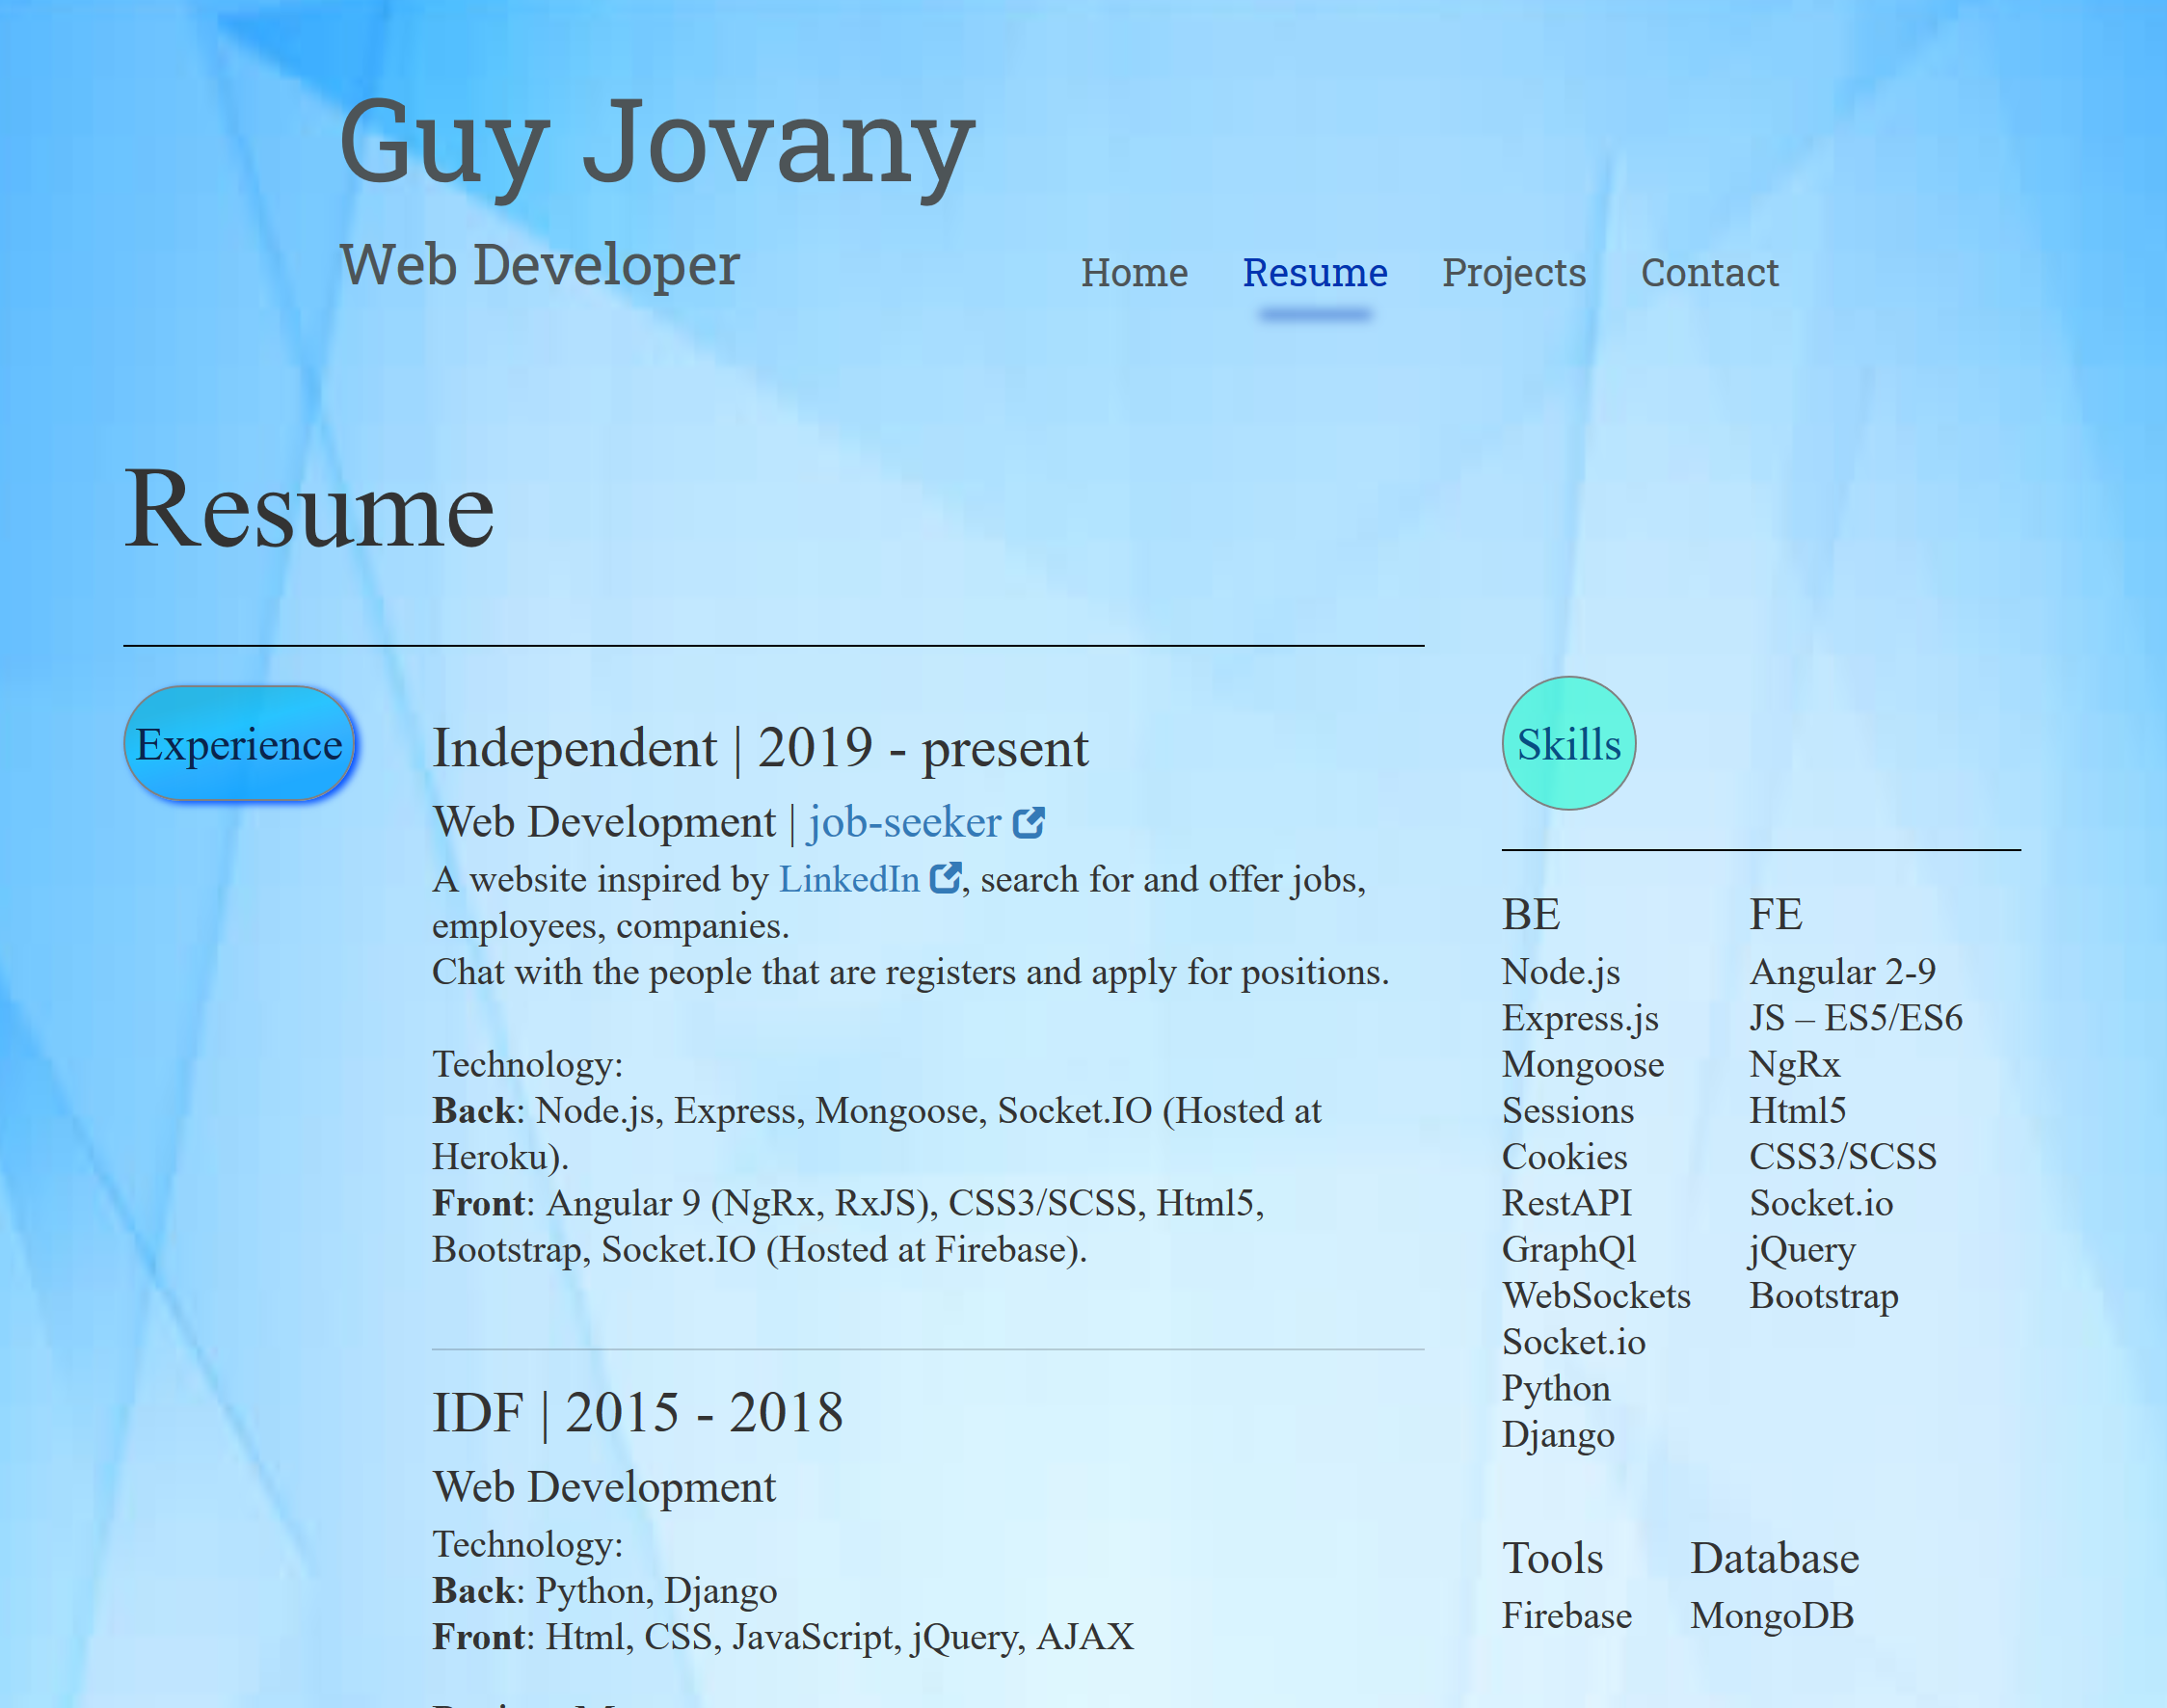 Guy Jovany
Web Developer
Home Resume Projects Contact
Resume
Experience
Independent | 2019 - present
Web Development | job-seeker
A website inspired by LinkedIn , search for and offer jobs,
employees, companies.
Chat with the people that are registers and apply for positions.
Technology:
Back: Node.js, Express, Mongoose, Socket.IO (Hosted at
Heroku).
Front: Angular 9 (NgRx, RxJS), CSS3/SCSS, Html5,
Bootstrap, Socket.IO (Hosted at Firebase).
IDF | 2015 - 2018
Web Development
Technology:
Back: Python, Django
Front: Html, CSS, JavaScript, jQuery, AJAX
Skills
BE
Node.js
Express.js
Mongoose
Sessions
Cookies
RestAPI
GraphQl
WebSockets
Socket.io
Python
Django
FE
Angular 2-9
JS – ES5/ES6
NgRx
Html5
CSS3/SCSS
Socket.io
jQuery
Bootstrap
Tools
Firebase
Database
MongoDB